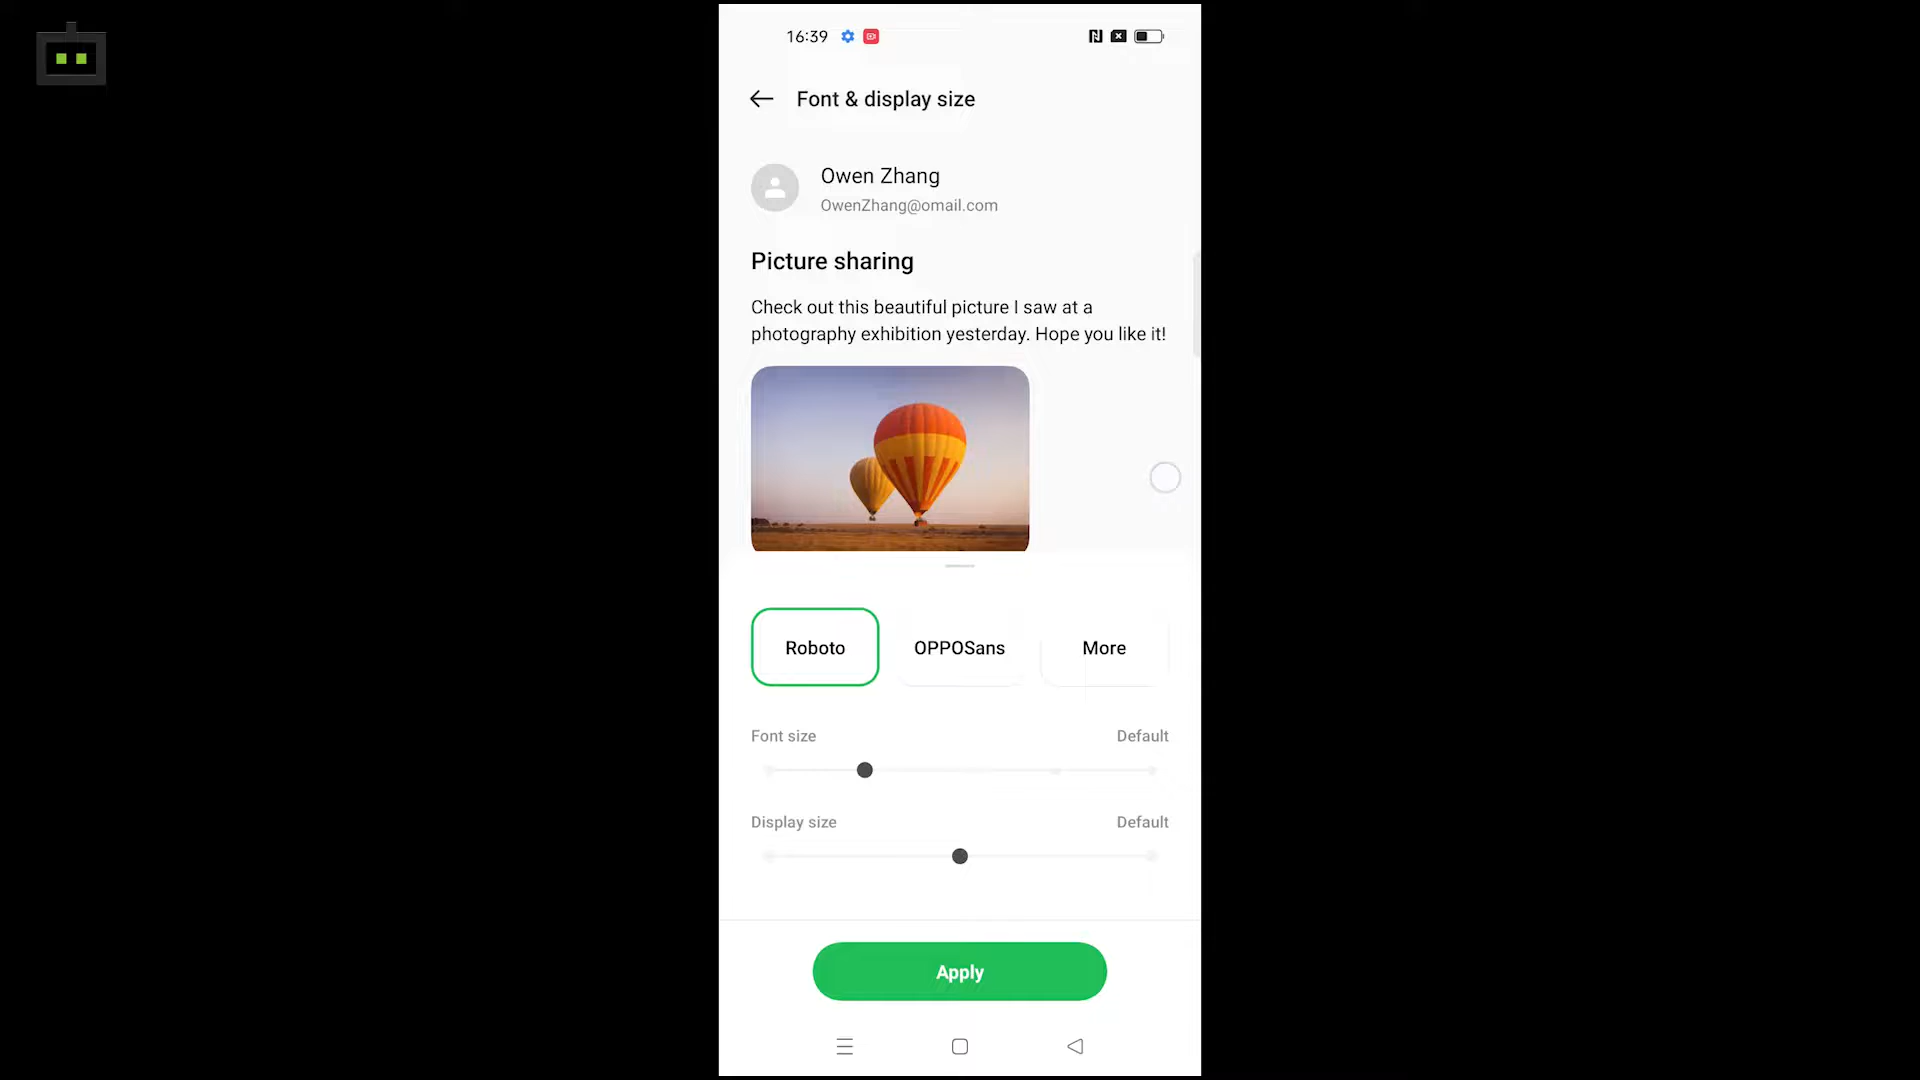 16:39
Font & display size
Owen Zhang
OwenZhang@omail.com
Picture sharing
Check out this beautiful picture I saw at a
photography exhibition yesterday. Hope you like it!
Roboto
OPPOSans
More
Font size
Default
Display size
Default
Apply